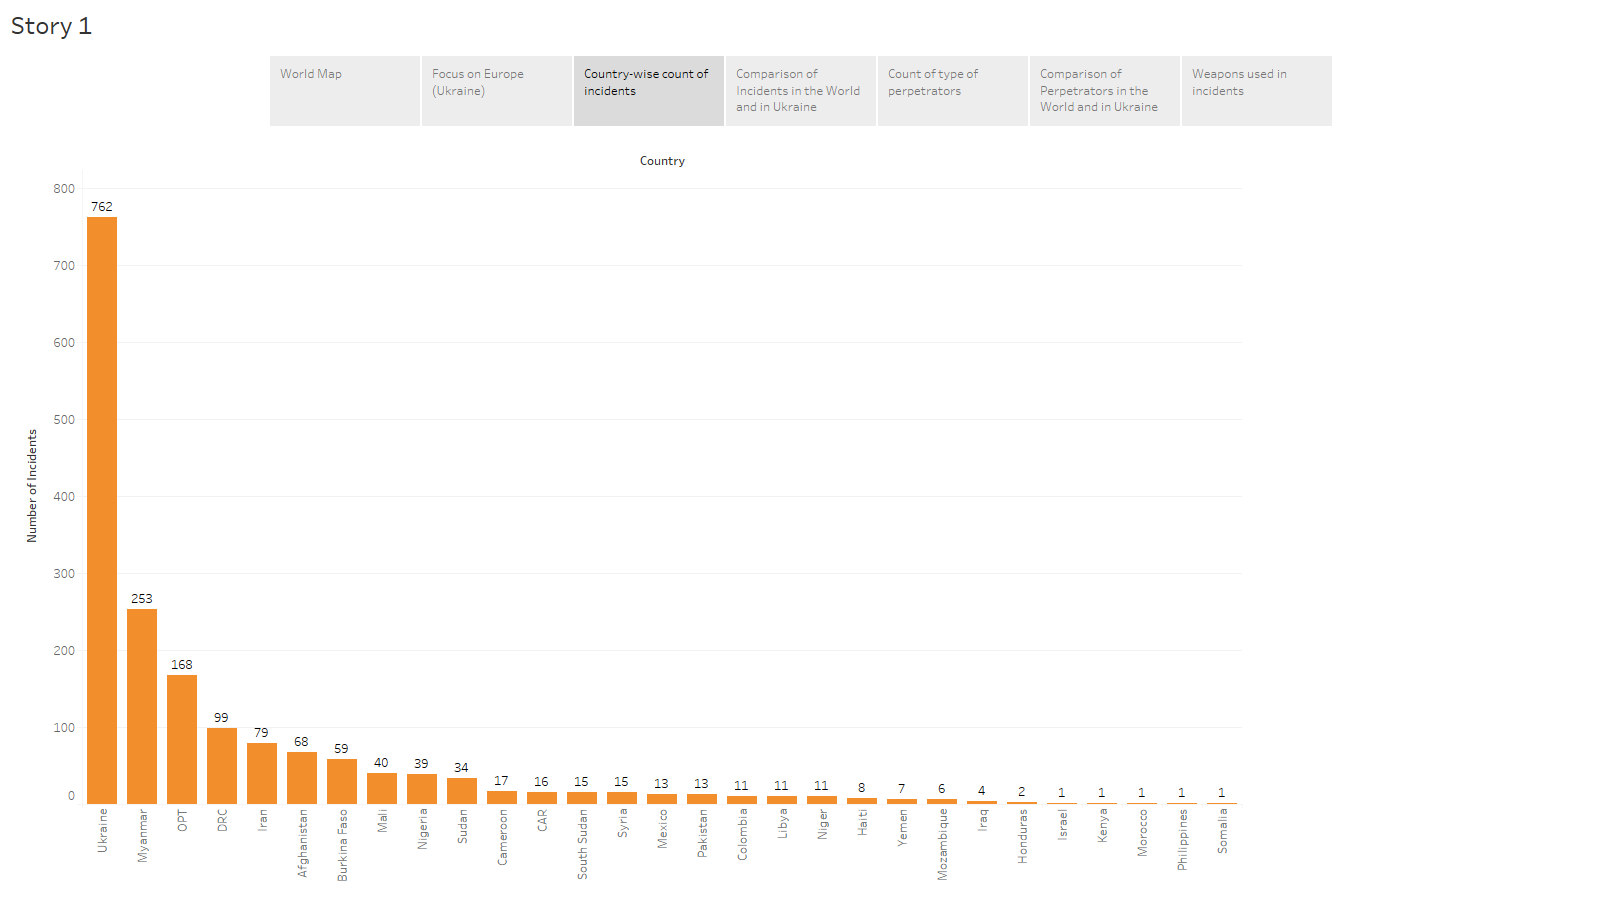 Story 1
World Map
Focus on Europe
(Ukraine)
Country-wise count of
incidents
Comparison of
Incidents in the World
and in Ukraine
Count of type of
perpetrators
Comparison of
Perpetrators in the
World and in Ukraine
Weapons used in
incidents
Country
Number of Incidents
800
700
600
500
400
300
200
100
0
762
253
168
99
79
68
59
40
39
34
17
16
15
15
13
13
11
11
11
8
7
6
4
2
1
1
1
1
1
Ukraine
Myanmar
OPT
DRC
Iran
Afghanistan
Burkina Faso
Mali
Nigeria
Sudan
Cameroon
CAR
South Sudan
Syria
Mexico
Pakistan
Colombia
Libya
Niger
Haiti
Yemen
Mozambique
Iraq
Honduras
Israel
Kenya
Morocco
Philippines
Somalia